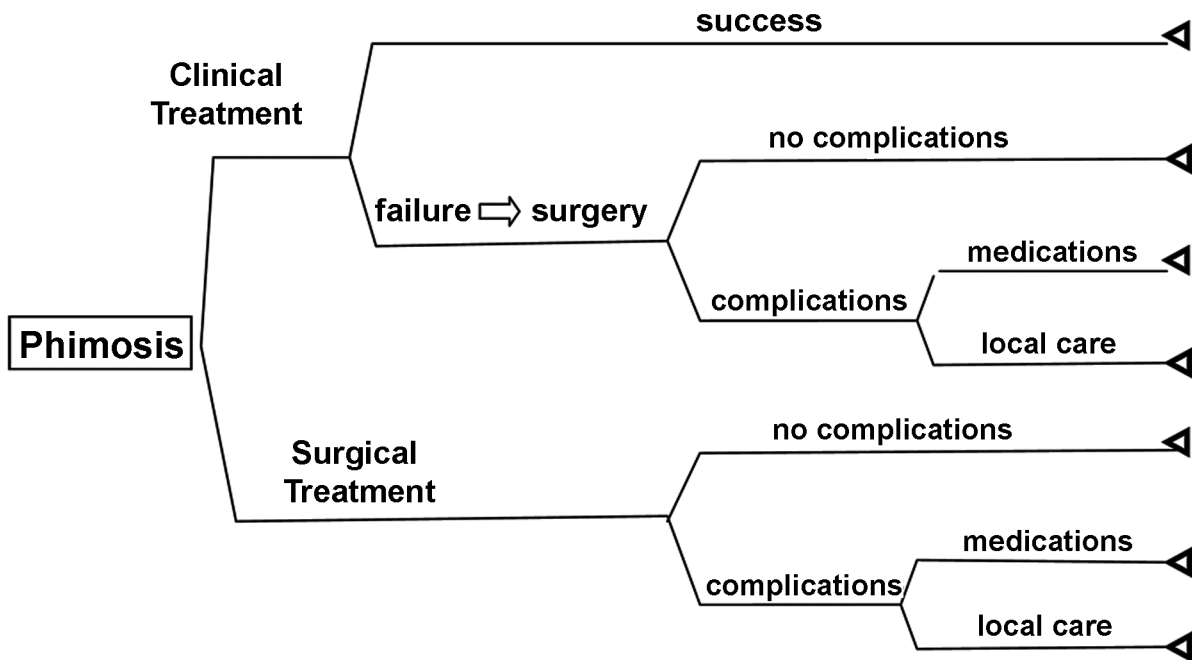 success
Clinical
Treatment
no complications
failure ⇨ surgery
medications
complications
local care
Phimosis
no complications
Surgical
Treatment
medications
complications
local care